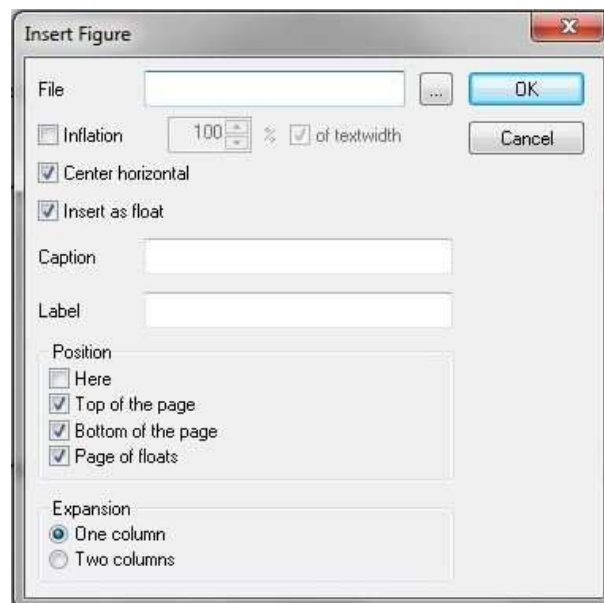 Insert Figure
File ... OK
Inflation 100 % of textwidth Cancel
Center horizontal
Insert as float
Caption
Label
Position
Here
Top of the page
Bottom of the page
Page of floats
Expansion
One column
Two columns